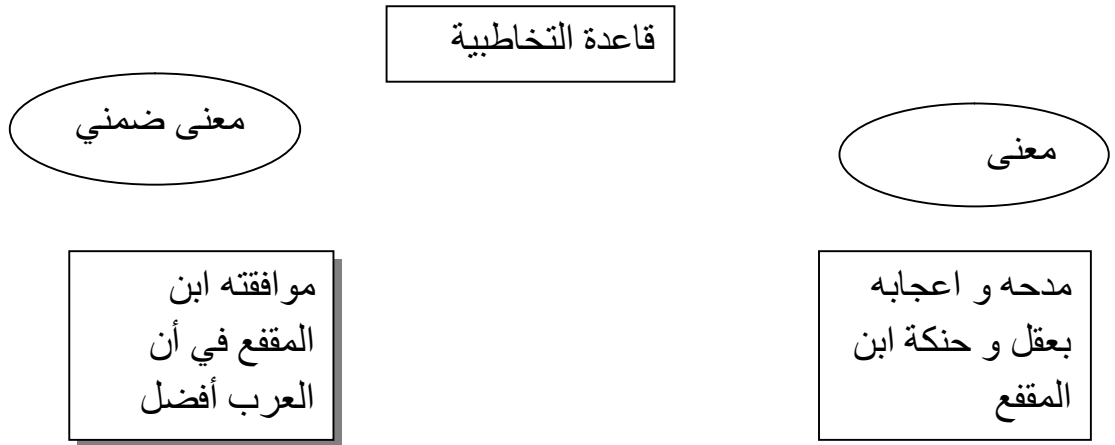 قاعدة التخاطبية
معنى
معنى ضمني
مدحه و اعجابه
بعقل و حنكة ابن
المقفع
موافقته ابن
المقفع في أن
العرب أفضل